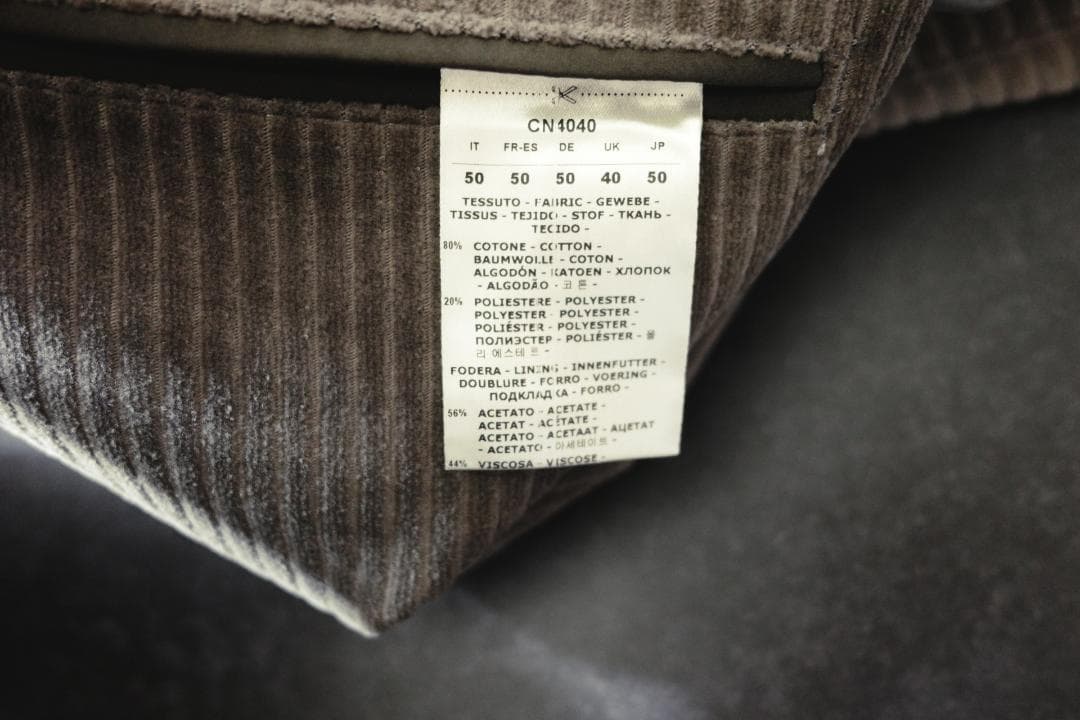 CN4040
IT FR-ES DE UK JP
50 50 50 40 50
TESSUTO - FABRIC - GEWEBE -
TISSUS - TEJIDO - STOF - ТКАНЬ -
TECIDO -
80% COTONE - COTTON -
BAUMWOLLE - COTON -
ALGODÓN - KATOEN - ХЛОПОК
- ALGODÃO - 코 튼 -
20% POLIESTERE - POLYESTER -
POLYESTER - POLYESTER -
POLIÉSTER - POLYESTER -
ПОЛИЭСТЕР - POLIÉSTER -
리 에스테 트 -
FODERA - LINING - INNENFUTTER -
DOUBLURE - FORRO - VOERING -
ПОДКЛАДКА - FORRO -
56% ACETATO - ACETATE -
ACETAT - ACÉTATE -
ACETATO - ACETAAT - АЦЕТАТ
- ACETATO - 아세테이트 -
44% VISCOSA - VISCOSE -